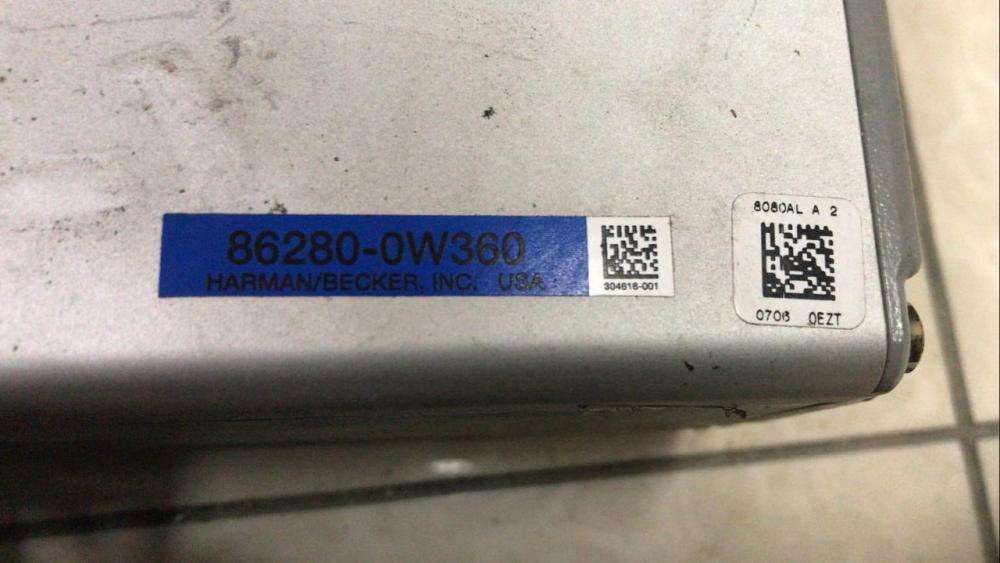 86280-0W360
HARMAN/BECKER, INC. USA
304616-001
8080AL A 2
0706 0EZT